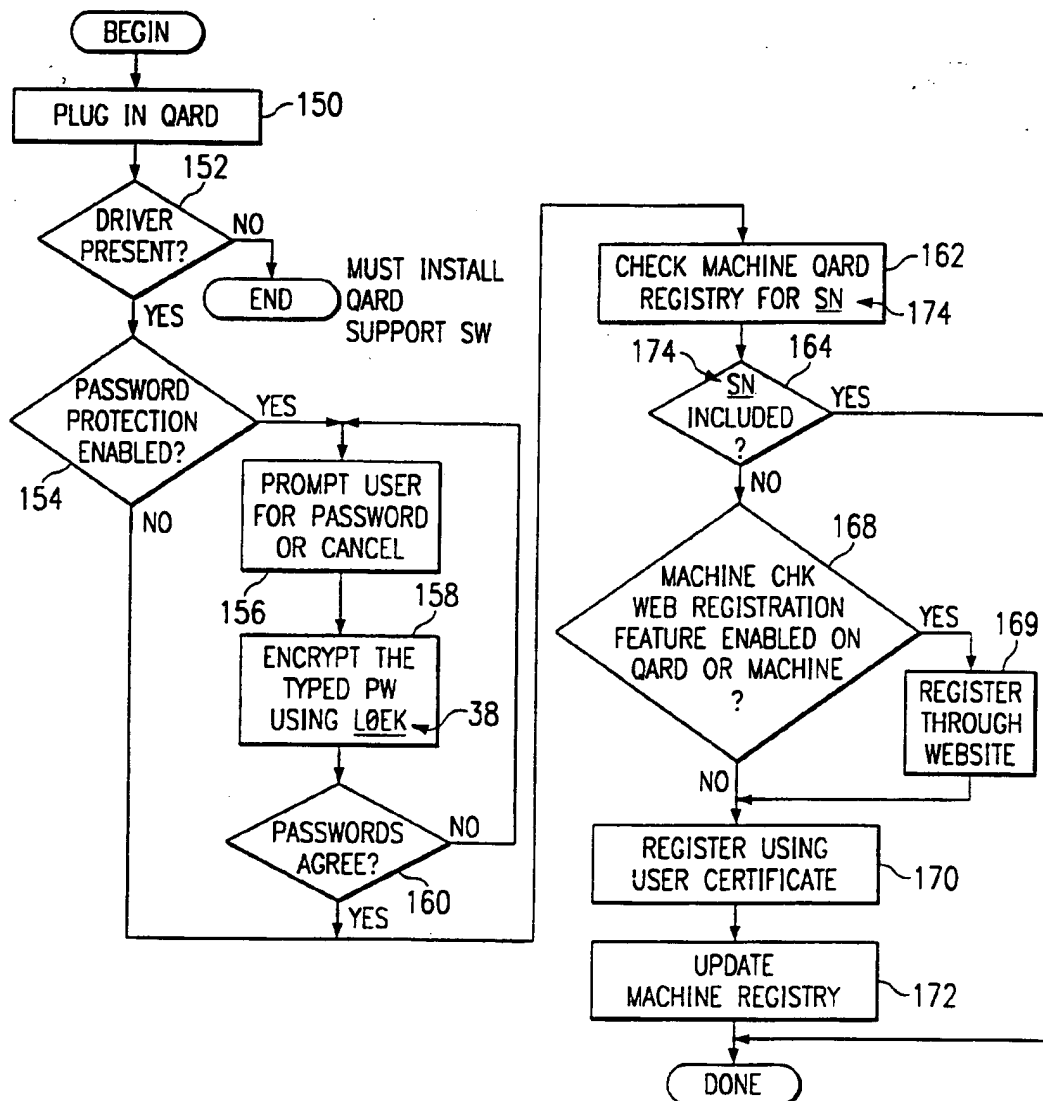 BEGIN
PLUG IN QARD
150
152
DRIVER
PRESENT?
NO
END
MUST INSTALL
QARD
SUPPORT SW
YES
PASSWORD
PROTECTION
ENABLED?
YES
154
NO
PROMPT USER
FOR PASSWORD
OR CANCEL
156
158
ENCRYPT THE
TYPED PW
USING L0EK
38
PASSWORDS
AGREE?
NO
160
YES
CHECK MACHINE QARD
REGISTRY FOR SN
162
174
174
164
SN
INCLUDED
?
YES
NO
168
MACHINE CHK
WEB REGISTRATION
FEATURE ENABLED ON
QARD OR MACHINE
?
YES
169
REGISTER
THROUGH
WEBSITE
NO
REGISTER USING
USER CERTIFICATE
170
UPDATE
MACHINE REGISTRY
172
DONE